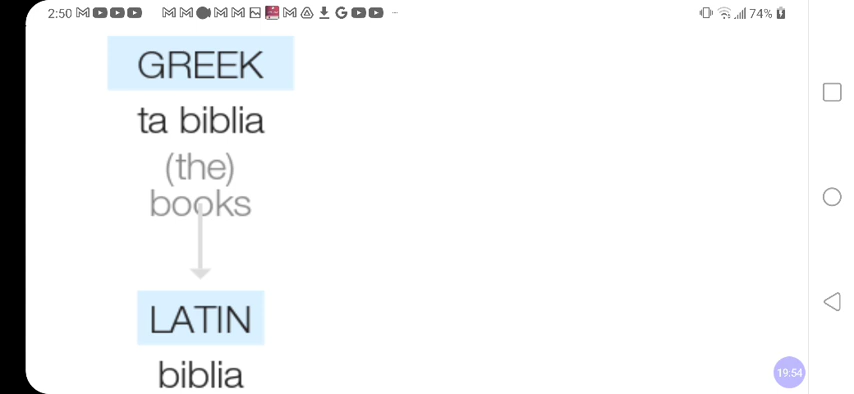 2:50
74%
GREEK
ta biblia
(the)
books
LATIN
biblia
19:54